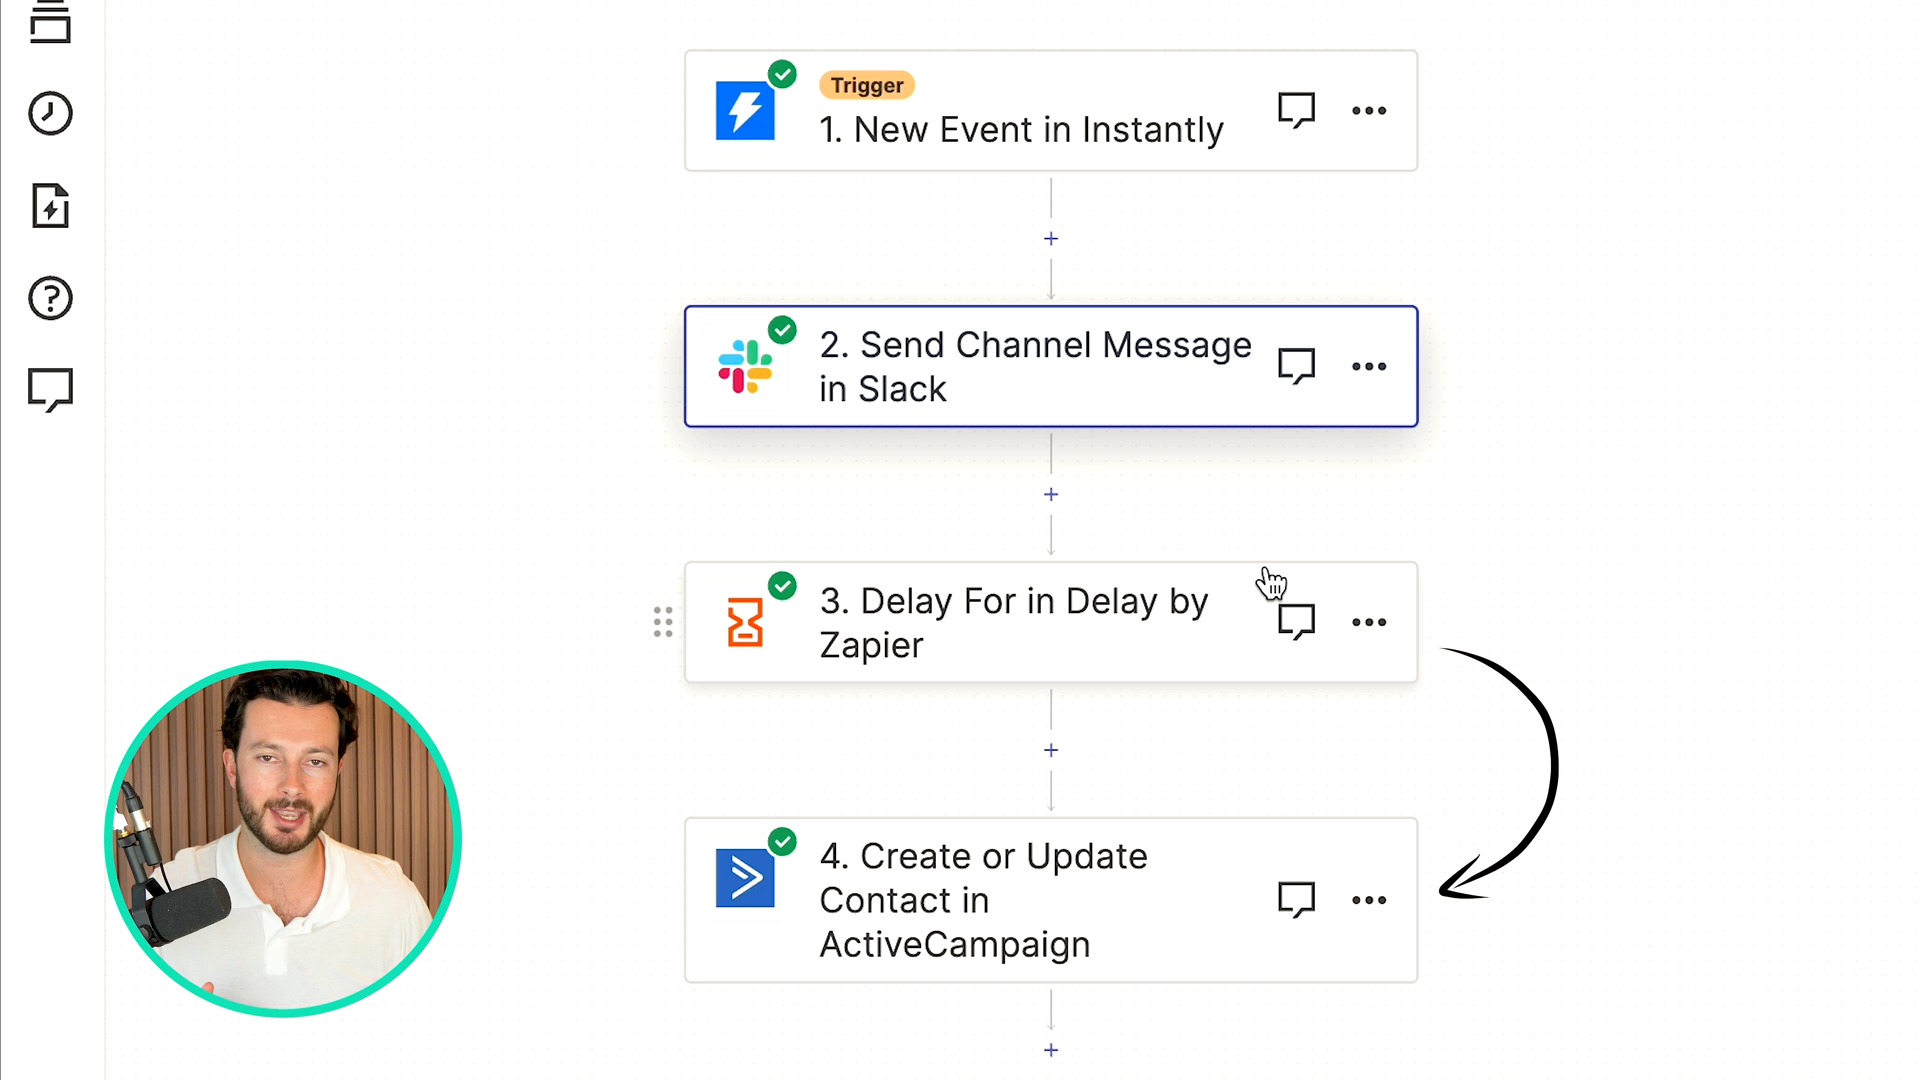 Trigger
1. New Event in Instantly
2. Send Channel Message
in Slack
3. Delay For in Delay by
Zapier
4. Create or Update
Contact in
ActiveCampaign